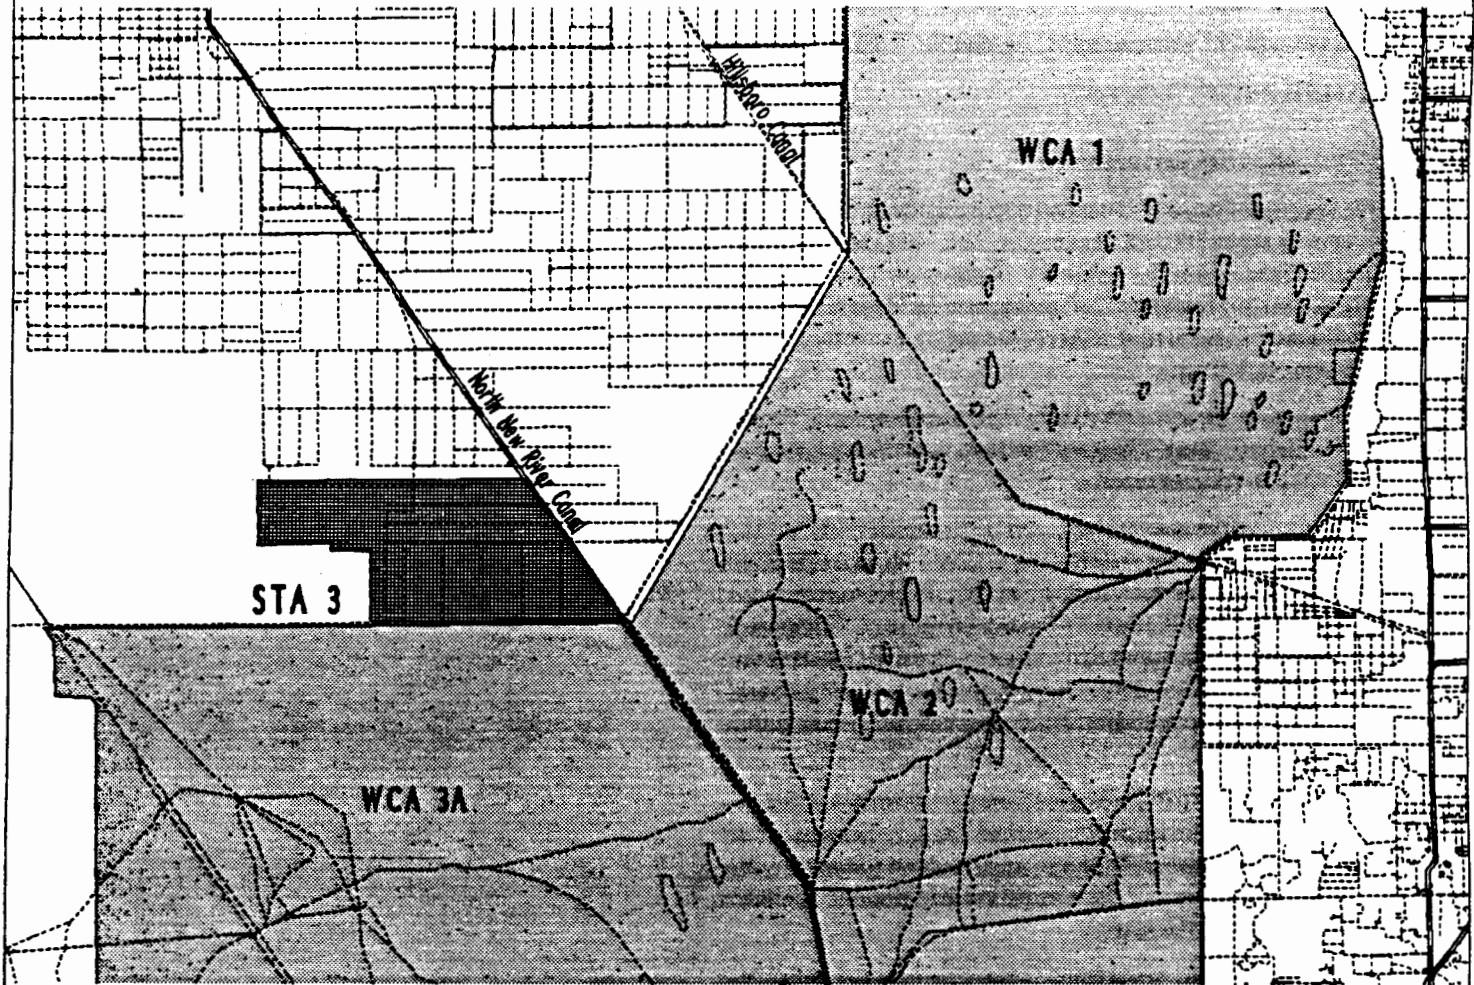 Hillsboro Canal
WCA 1
North New River Canal
STA 3
WCA 2
WCA 3A